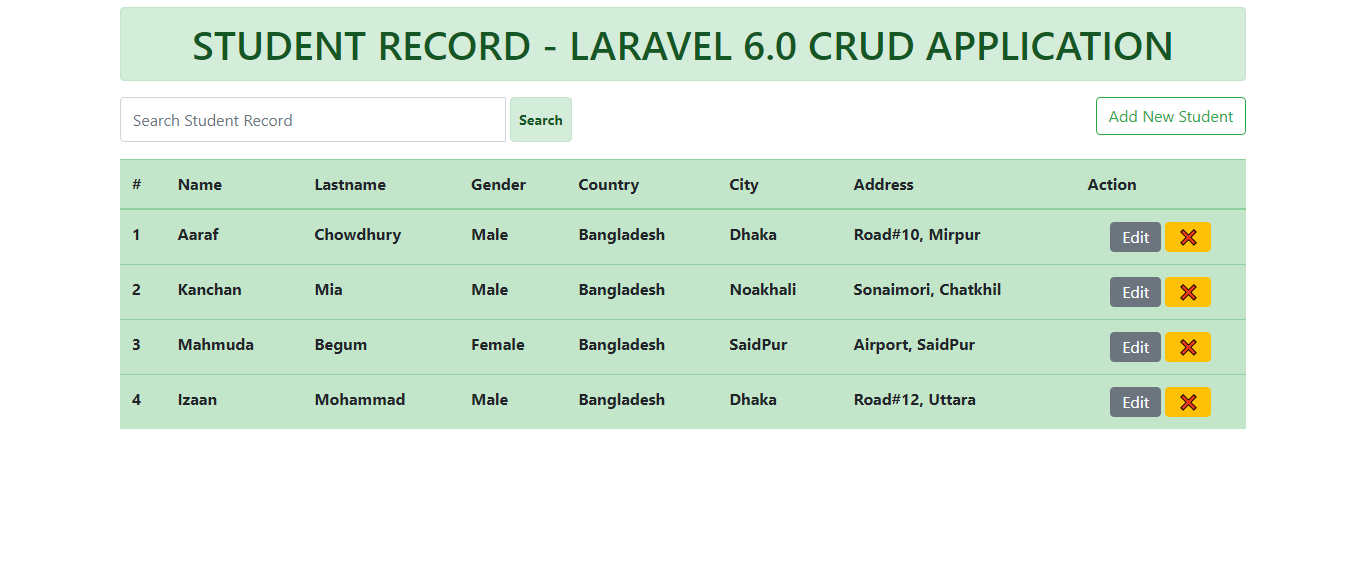 STUDENT RECORD - LARAVEL 6.0 CRUD APPLICATION
Search Student Record Search Add New Student
# Name Lastname Gender Country City Address Action
1 Aaraf Chowdhury Male Bangladesh Dhaka Road#10, Mirpur Edit
2 Kanchan Mia Male Bangladesh Noakhali Sonaimori, Chatkhil Edit
3 Mahmuda Begum Female Bangladesh SaidPur Airport, SaidPur Edit
4 Izaan Mohammad Male Bangladesh Dhaka Road#12, Uttara Edit